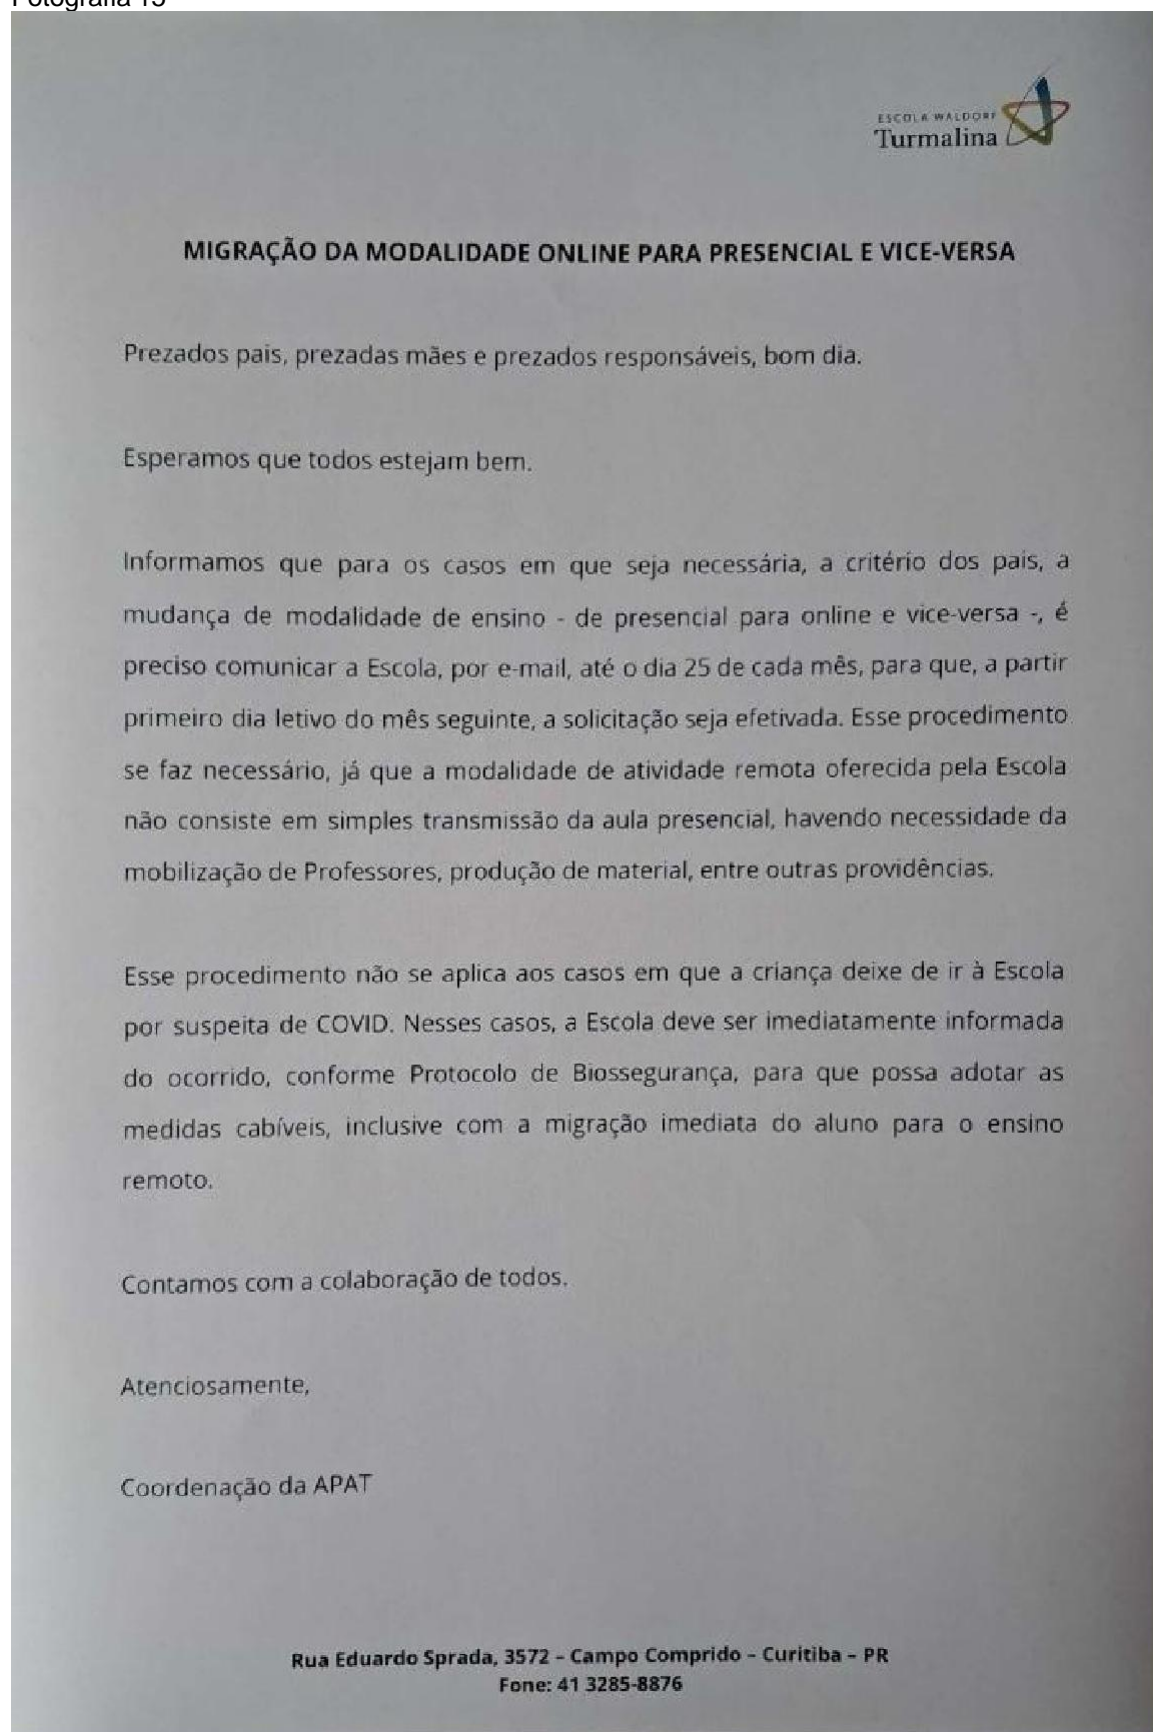 Fotografia 15
ESCOLA WALDORF
Turmalina
MIGRAÇÃO DA MODALIDADE ONLINE PARA PRESENCIAL E VICE-VERSA
Prezados pais, prezadas mães e prezados responsáveis, bom dia.
Esperamos que todos estejam bem.
Informamos que para os casos em que seja necessária, a critério dos pais, a
mudança de modalidade de ensino - de presencial para online e vice-versa -, é
preciso comunicar a Escola, por e-mail, até o dia 25 de cada mês, para que, a partir
primeiro dia letivo do mês seguinte, a solicitação seja efetivada. Esse procedimento
se faz necessário, já que a modalidade de atividade remota oferecida pela Escola
não consiste em simples transmissão da aula presencial, havendo necessidade da
mobilização de Professores, produção de material, entre outras providências.
Esse procedimento não se aplica aos casos em que a criança deixe de ir à Escola
por suspeita de COVID. Nesses casos, a Escola deve ser imediatamente informada
do ocorrido, conforme Protocolo de Biossegurança, para que possa adotar as
medidas cabíveis, inclusive com a migração imediata do aluno para o ensino
remoto.
Contamos com a colaboração de todos.
Atenciosamente,
Coordenação da APAT
Rua Eduardo Sprada, 3572 – Campo Comprido – Curitiba – PR
Fone: 41 3285-8876